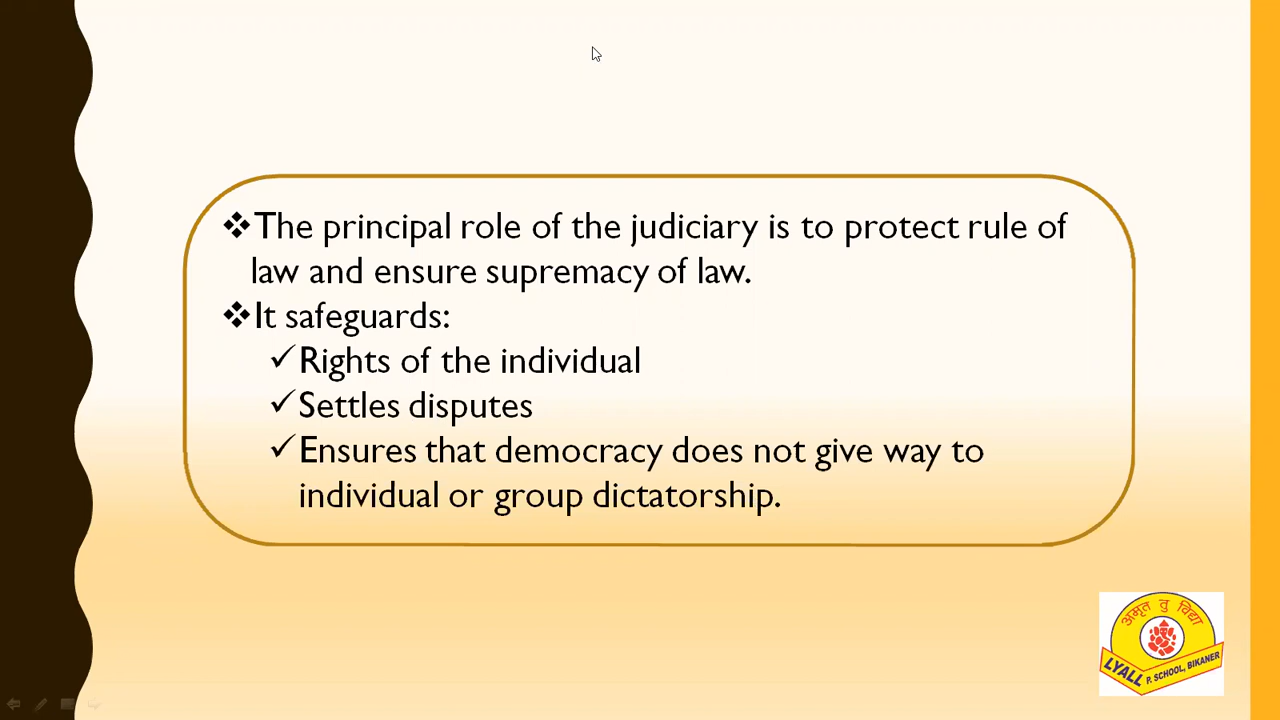 ❖The principal role of the judiciary is to protect rule of
law and ensure supremacy of law.
❖It safeguards:
✓Rights of the individual
✓Settles disputes
✓Ensures that democracy does not give way to
individual or group dictatorship.
अमृत तु विद्या
LYALL P. SCHOOL, BIKANER